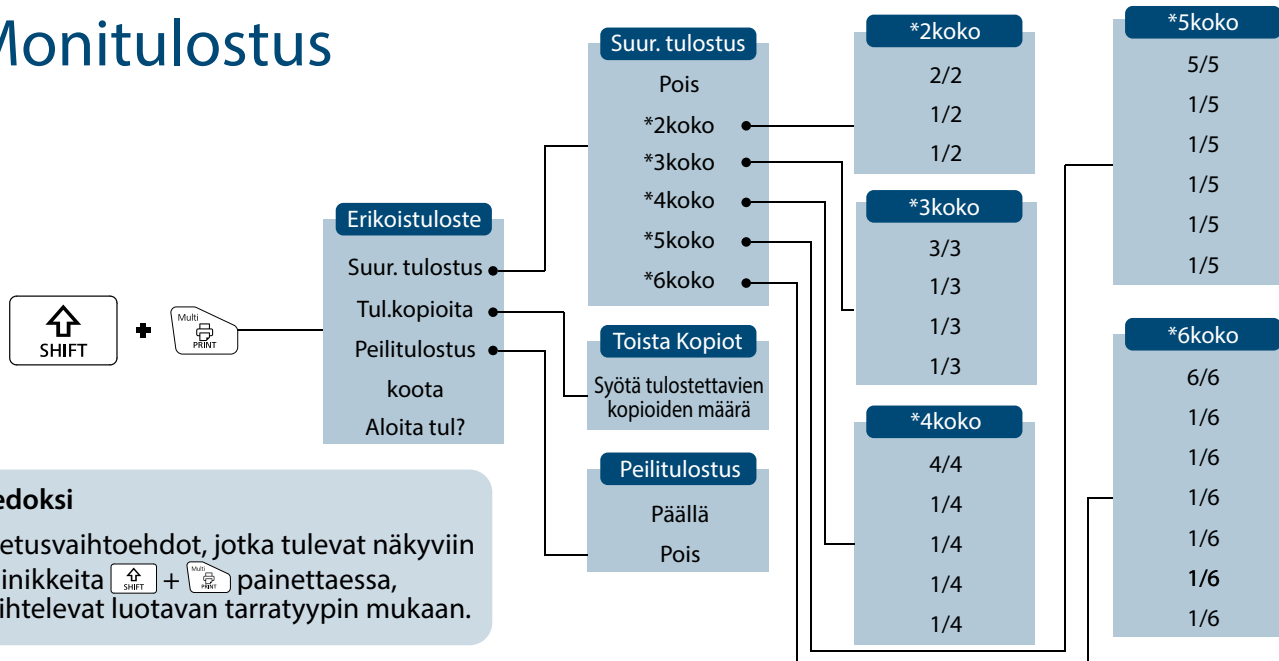 Monitulostus
SHIFT
Multi
PRINT
Erikoistuloste
Suur. tulostus
Tul.kopioita
Peilitulostus
koota
Aloita tul?
Suur. tulostus
Pois
*2koko
*3koko
*4koko
*5koko
*6koko
Toista Kopiot
Syötä tulostettavien
kopioiden määrä
Peilitulostus
Päällä
Pois
*2koko
2/2
1/2
1/2
*3koko
3/3
1/3
1/3
1/3
*4koko
4/4
1/4
1/4
1/4
1/4
*5koko
5/5
1/5
1/5
1/5
1/5
1/5
*6koko
6/6
1/6
1/6
1/6
1/6
1/6
1/6
edoksi
etusvaihtoehdot, jotka tulevat näkyviin
inikkeita SHIFT + Multi PRINT painettaessa,
ihtelevat luotavan tarratyypin mukaan.